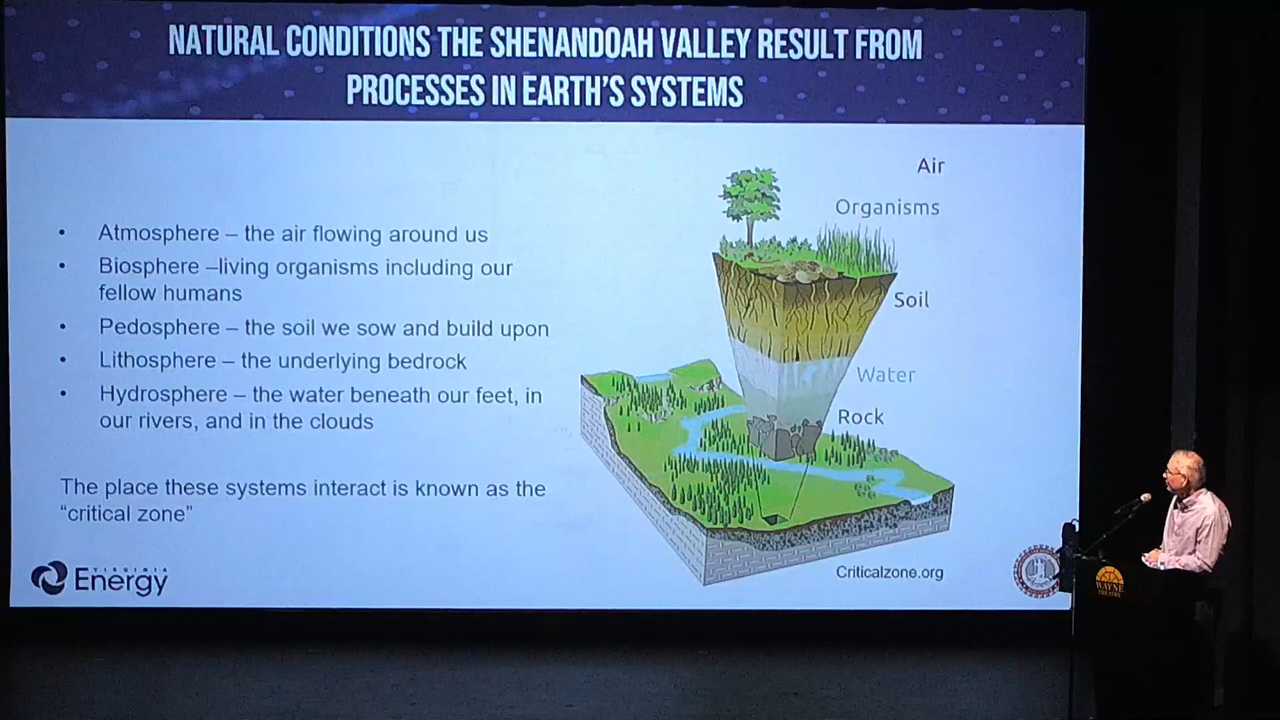 NATURAL CONDITIONS THE SHENANDOAH VALLEY RESULT FROM
PROCESSES IN EARTH'S SYSTEMS
• Atmosphere – the air flowing around us
• Biosphere –living organisms including our
fellow humans
• Pedosphere – the soil we sow and build upon
• Lithosphere – the underlying bedrock
• Hydrosphere – the water beneath our feet, in
our rivers, and in the clouds
The place these systems interact is known as the
“critical zone”
Air
Organisms
Soil
Water
Rock
Criticalzone.org
VIRGINIA
Energy
WAYNE
THEATRE